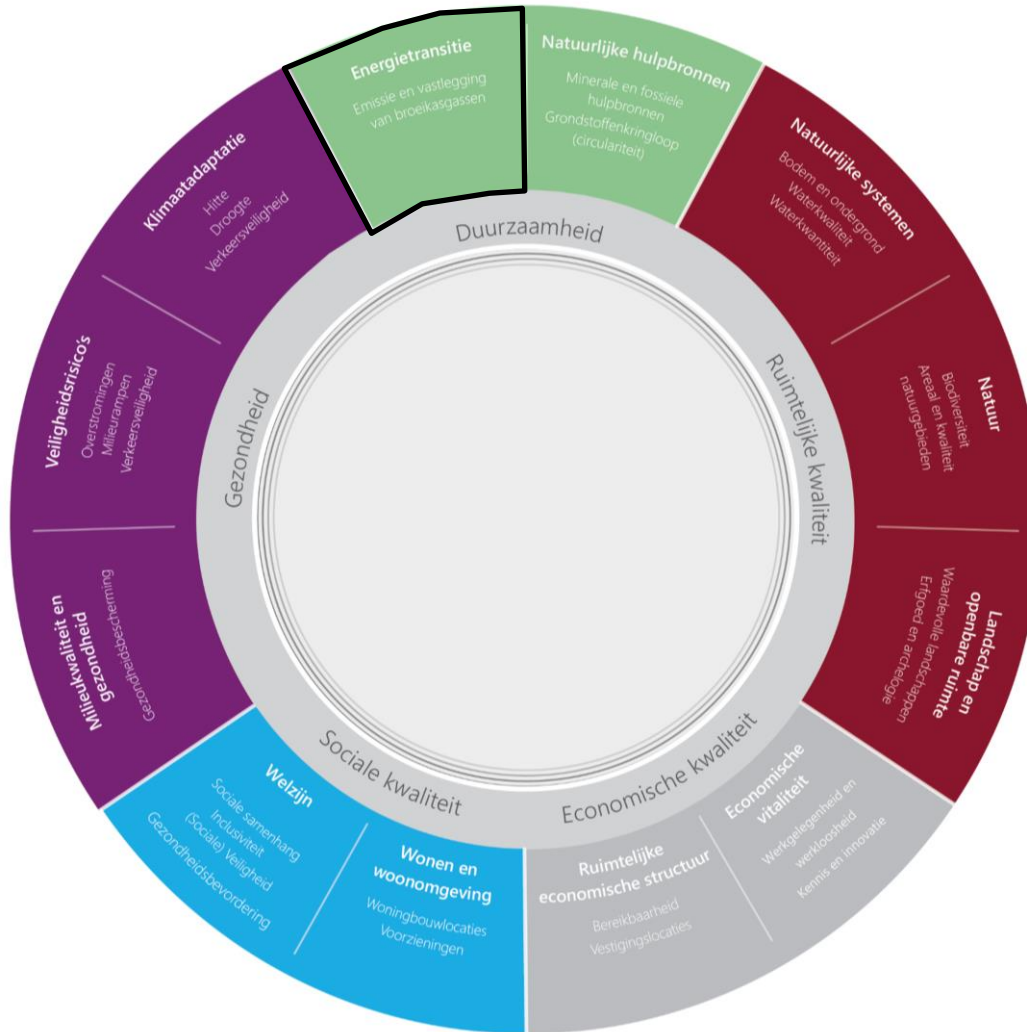 Energietransitie
Emissie en vastlegging
van broeikasgassen
Natuurlijke hulpbronnen
Minerale en fossiele
hulpbronnen
Grondstoffenkringloop
(circulariteit)
Natuurlijke systemen
Bodem en ondergrond
Waterkwaliteit
Waterkwantiteit
Natuur
Biodiversiteit
Areaal en kwaliteit
natuurgebieden
Landschap en
openbare ruimte
Waardevolle landschappen
Erfgoed en archelogie
Economische
vitaliteit
Werkgelegenheid en
werkloosheid
Kennis en innovatie
Ruimtelijke
economische structuur
Bereikbaarheid
Vestigingslocaties
Wonen en
woonomgeving
Woningbouwlocaties
Voorzieningen
Welzijn
Sociale samenhang
Inclusiviteit
(Sociale) Veiligheid
Gezondheidsbevordering
Milieukwaliteit en
gezondheid
Gezondheidsbescherming
Veiligheidsrisico's
Overstromingen
Milieurampen
Verkeersveiligheid
Klimaatadaptatie
Hitte
Droogte
Verkeersveiligheid
Duurzaamheid
Ruimtelijke kwaliteit
Economische kwaliteit
Sociale kwaliteit
Gezondheid